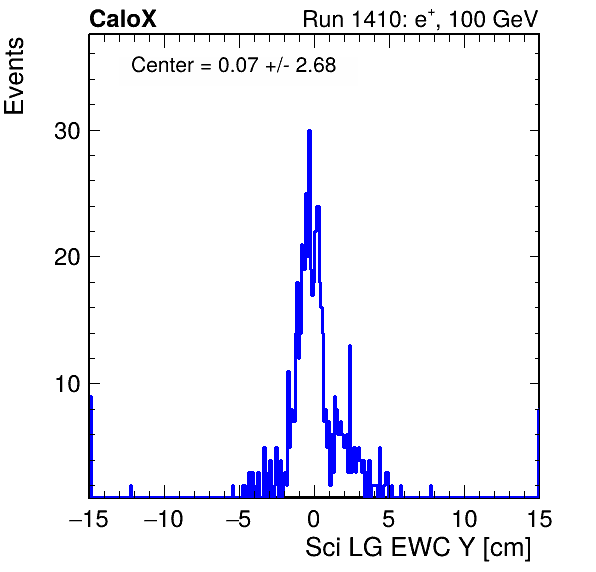 CaloX Run 1410: e⁺, 100 GeV
Events
Center = 0.07 +/- 2.68
30
20
10
−15 −10 −5 0 5 10 15
Sci LG EWC Y [cm]